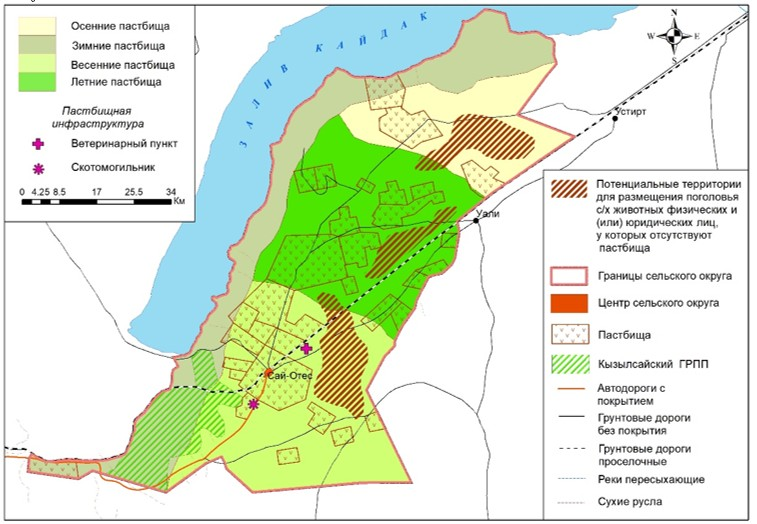 Осенние пастбища
Зимние пастбища
Весенние пастбища
Летние пастбища
Пастбищная
инфраструктура
Ветеринарный пункт
Скотомогильник
0 4.25 8.5 17 25.5 34
Км
ЗАЛИВ КАЙДАК
N
W E
S
Устирт
Уали
Сай-Отес
Потенциальные территории
для размещения поголовья
с/х животных физических и
(или) юридических лиц,
у которых отсутствуют
пастбища
Границы сельского округа
Центр сельского округа
Пастбища
Кызылсайский ГРПП
Автодороги с
покрытием
Грунтовые дороги
без покрытия
Грунтовые дороги
проселочные
Реки пересыхающие
Сухие русла